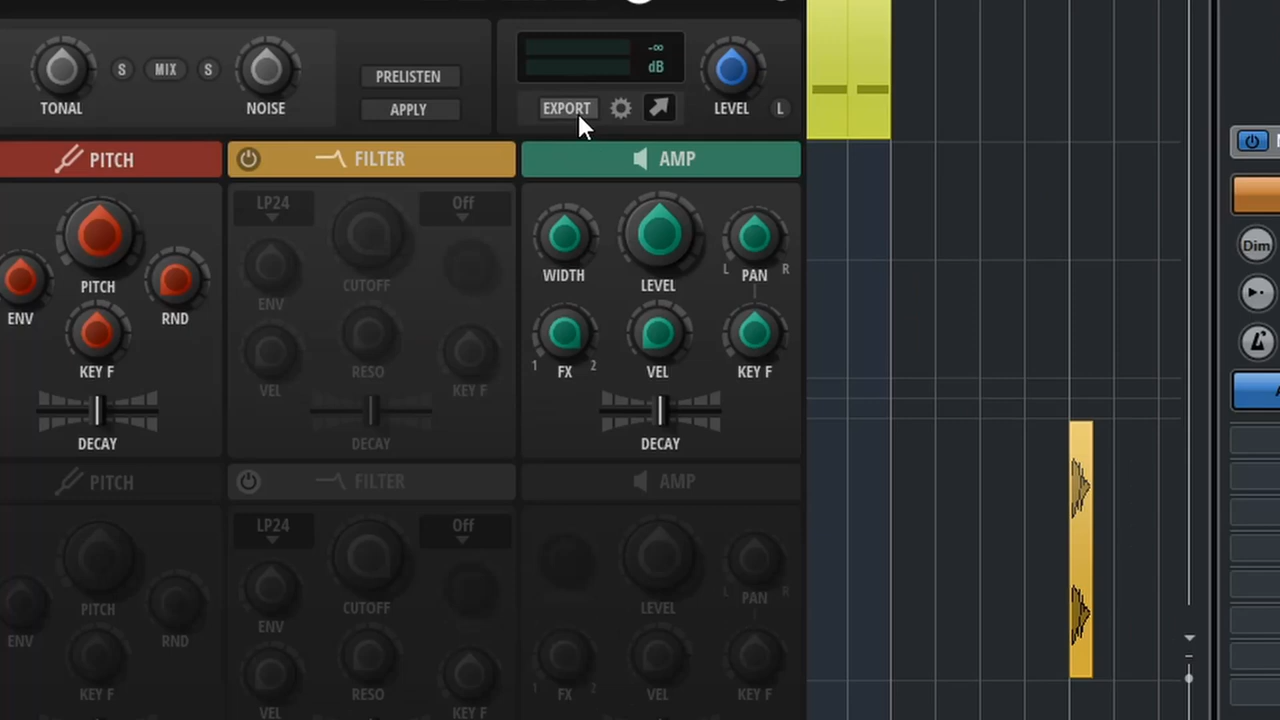 -∞
S MIX S
PRELISTEN
dB
TONAL NOISE
APPLY
EXPORT
LEVEL L
PITCH FILTER AMP
LP24 Off
WIDTH
L PAN R
PITCH CUTOFF LEVEL
ENV RND ENV
Dim
KEY F RESO 1 FX 2 VEL KEY F
VEL KEY F
DECAY DECAY DECAY
PITCH FILTER AMP
LP24 Off
PITCH CUTOFF LEVEL
L PAN R
ENV RND ENV
KEY F RESO 1 FX 2 VEL KEY F
VEL KEY F